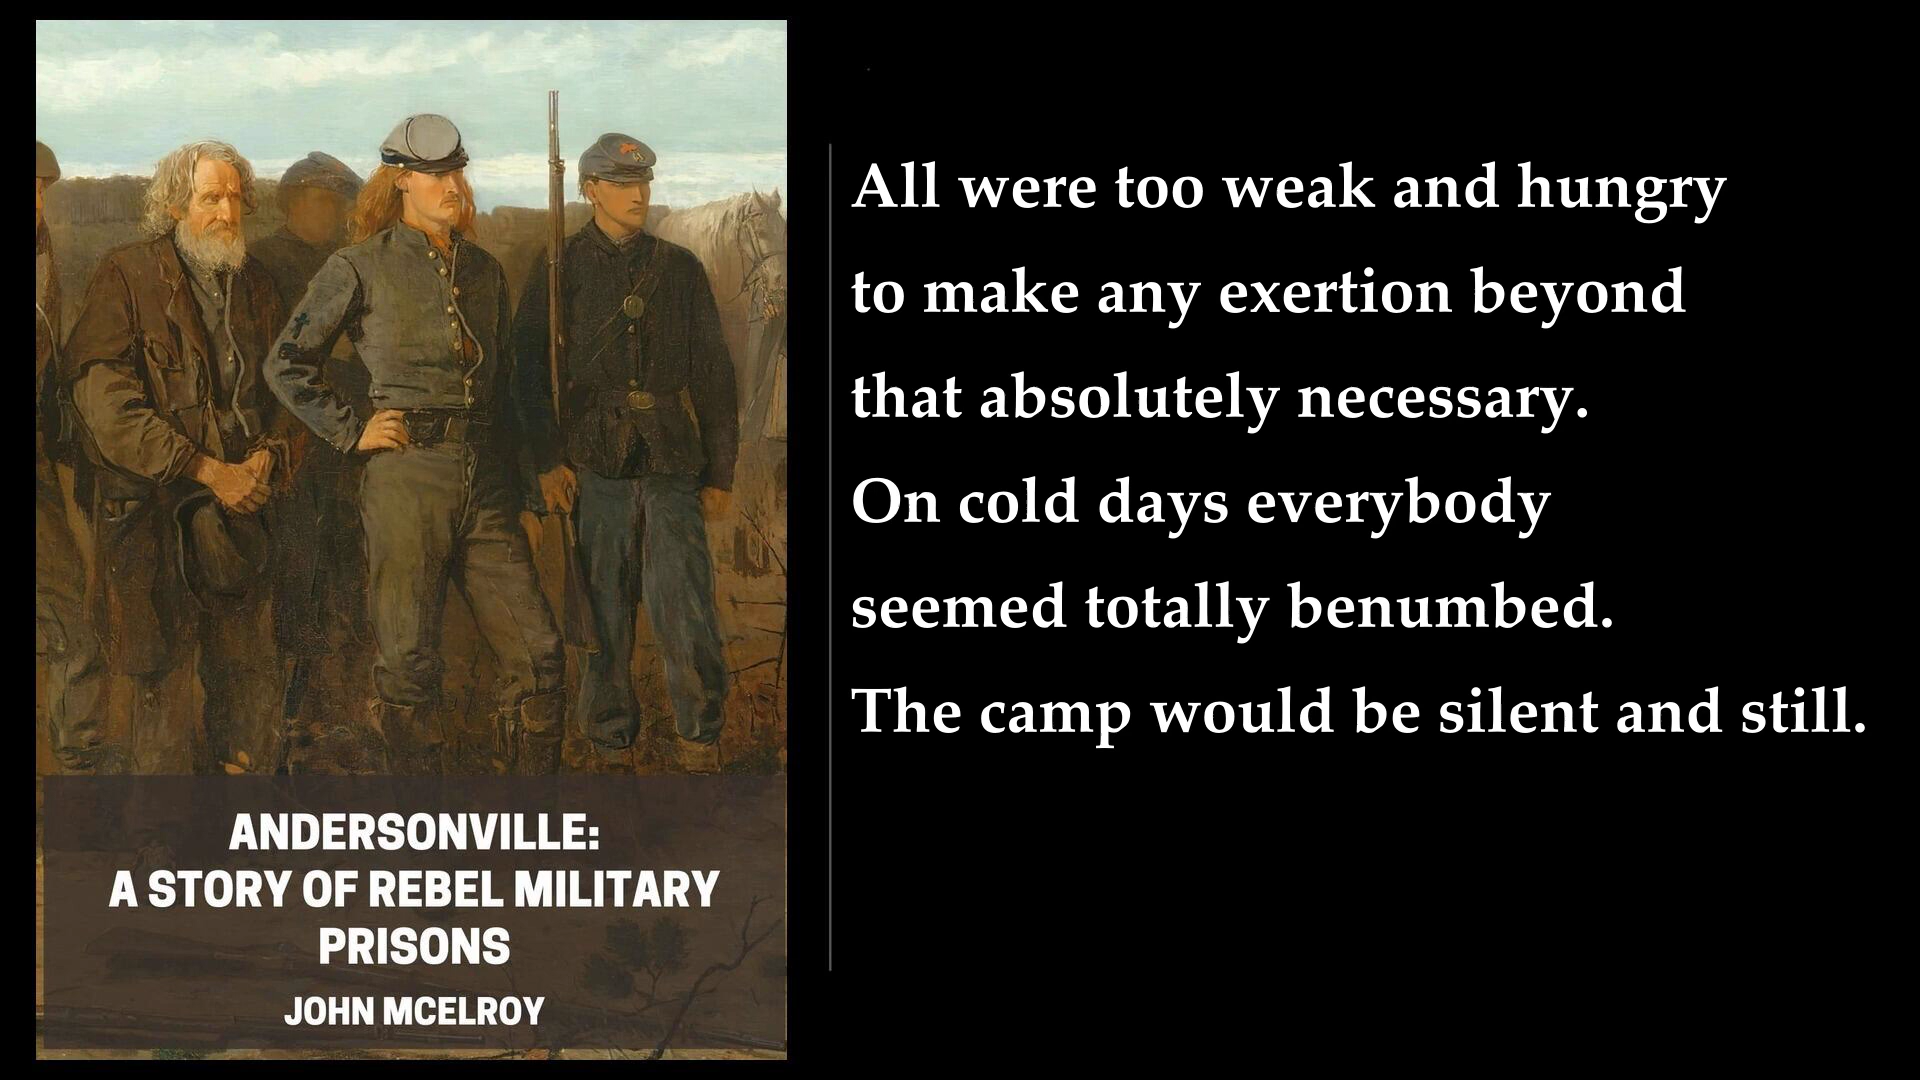 ANDERSONVILLE:
A STORY OF REBEL MILITARY
PRISONS
JOHN MCELROY
All were too weak and hungry
to make any exertion beyond
that absolutely necessary.
On cold days everybody
seemed totally benumbed.
The camp would be silent and still.